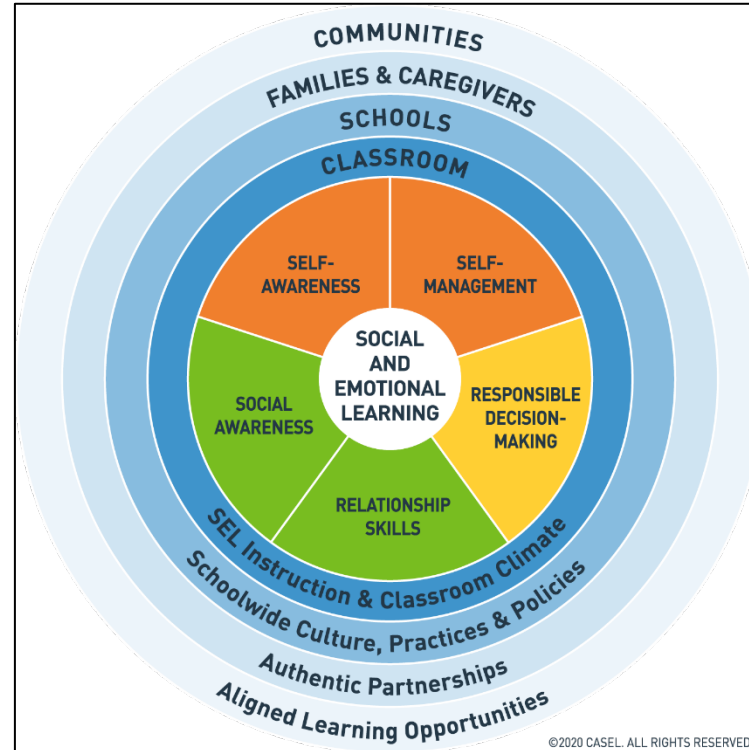 COMMUNITIES
FAMILIES & CAREGIVERS
SCHOOLS
CLASSROOM
SELF-
AWARENESS
SELF-
MANAGEMENT
SOCIAL
AND
EMOTIONAL
LEARNING
SOCIAL
AWARENESS
RESPONSIBLE
DECISION-
MAKING
RELATIONSHIP
SKILLS
SEL Instruction & Classroom Climate
Schoolwide Culture, Practices & Policies
Authentic Partnerships
Aligned Learning Opportunities
©2020 CASEL. ALL RIGHTS RESERVED